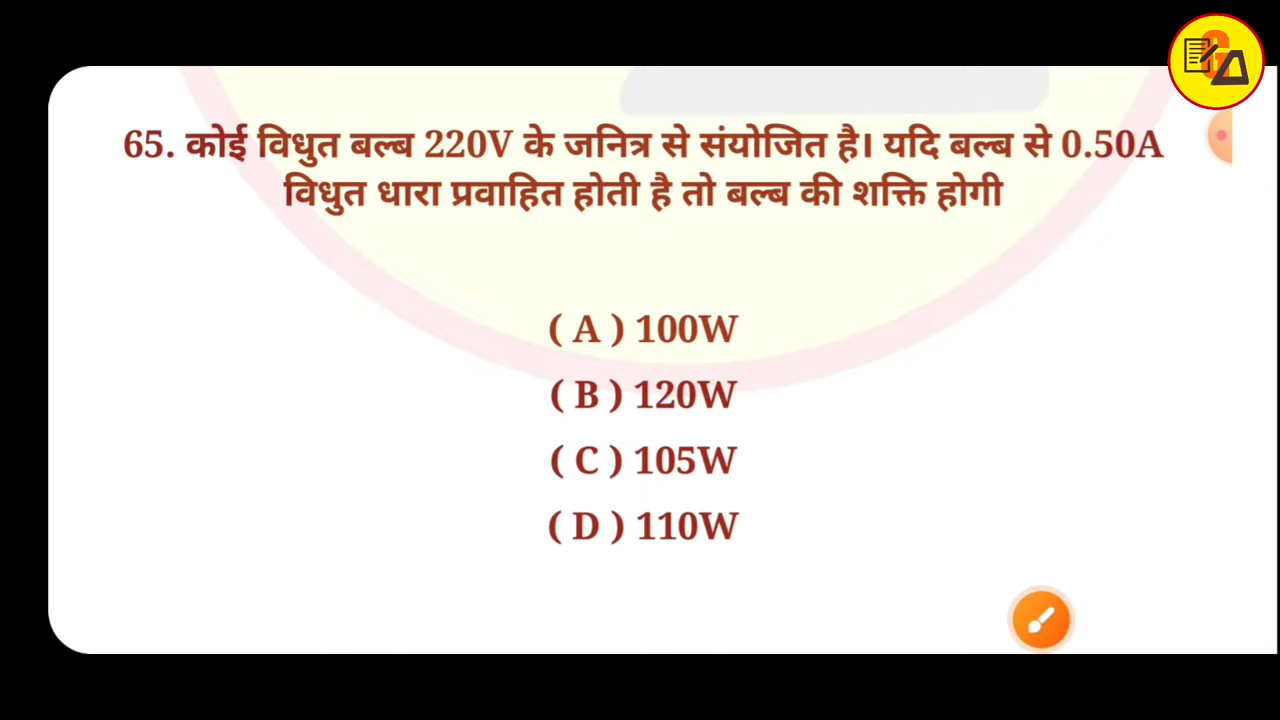 65. कोई विधुत बल्ब 220V के जनित्र से संयोजित है। यदि बल्ब से 0.50A
विधुत धारा प्रवाहित होती है तो बल्ब की शक्ति होगी
( A ) 100W
( B ) 120W
( C ) 105W
( D ) 110W